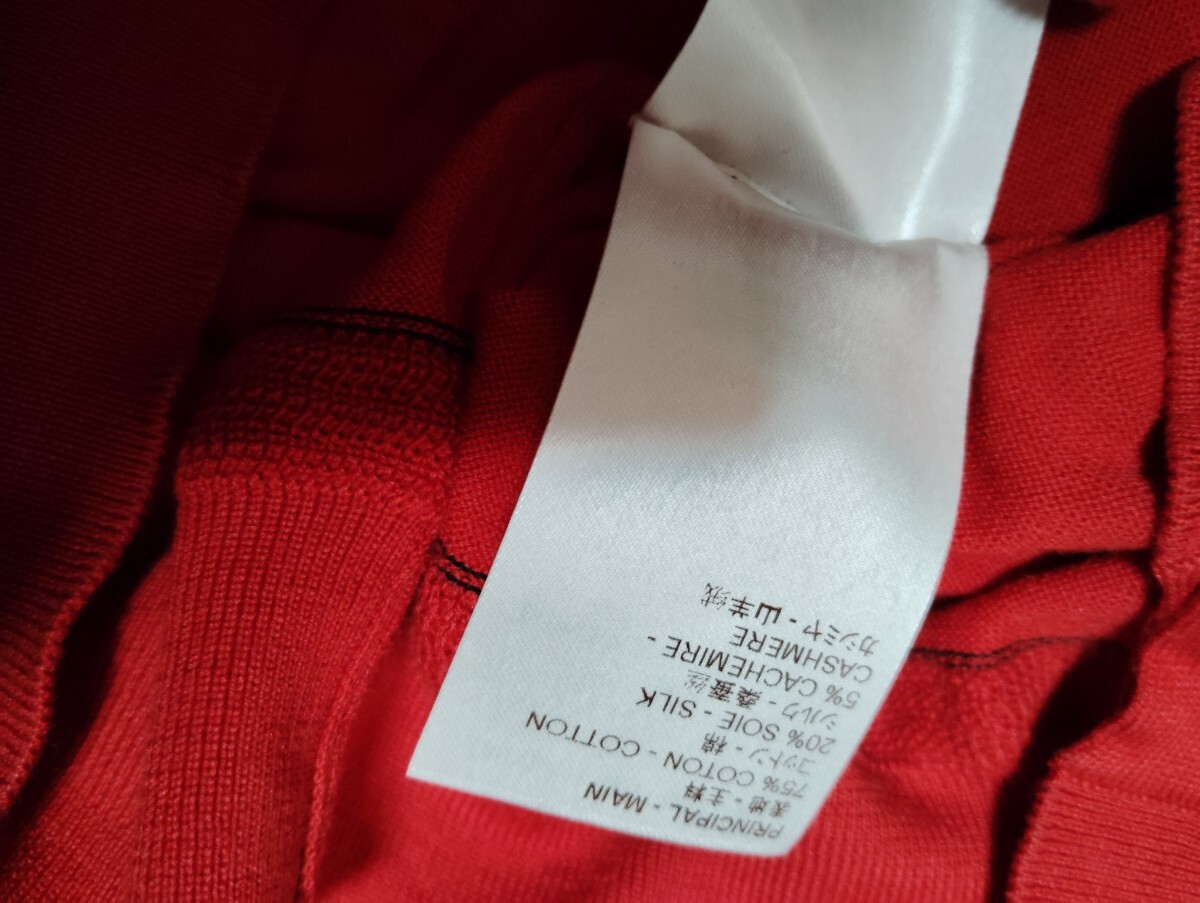 PRINCIPAL - MAIN
表地 - 主料
75% COTON - COTTON
コットン - 棉
20% SOIE - SILK
シルク - 桑蚕丝
5% CACHEMIRE -
CASHMERE
カシミヤ - 山羊绒